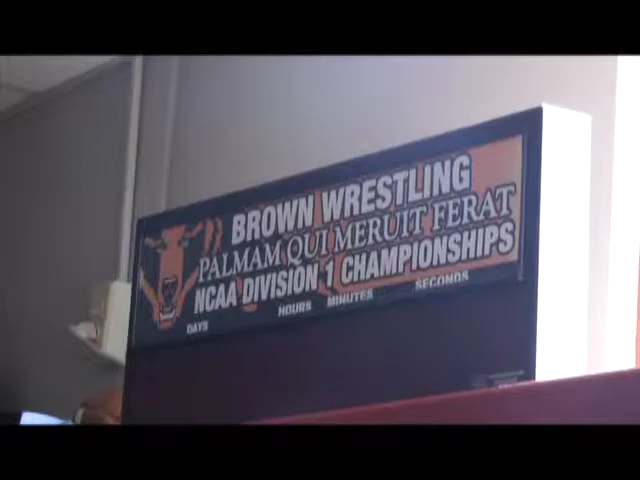 BROWN WRESTLING
PALMAM QUI MERUIT FERAT
NCAA DIVISION 1 CHAMPIONSHIPS
DAYS HOURS MINUTES SECONDS